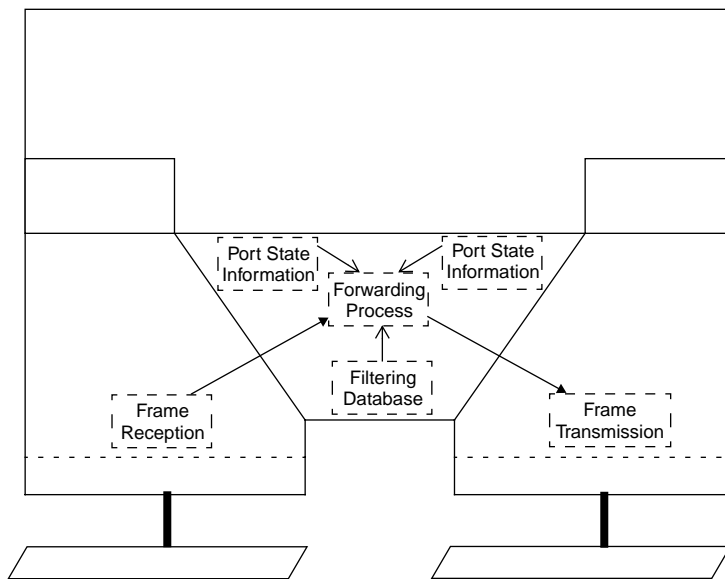 Port State
Information
Port State
Information
Forwarding
Process
Filtering
Database
Frame
Reception
Frame
Transmission